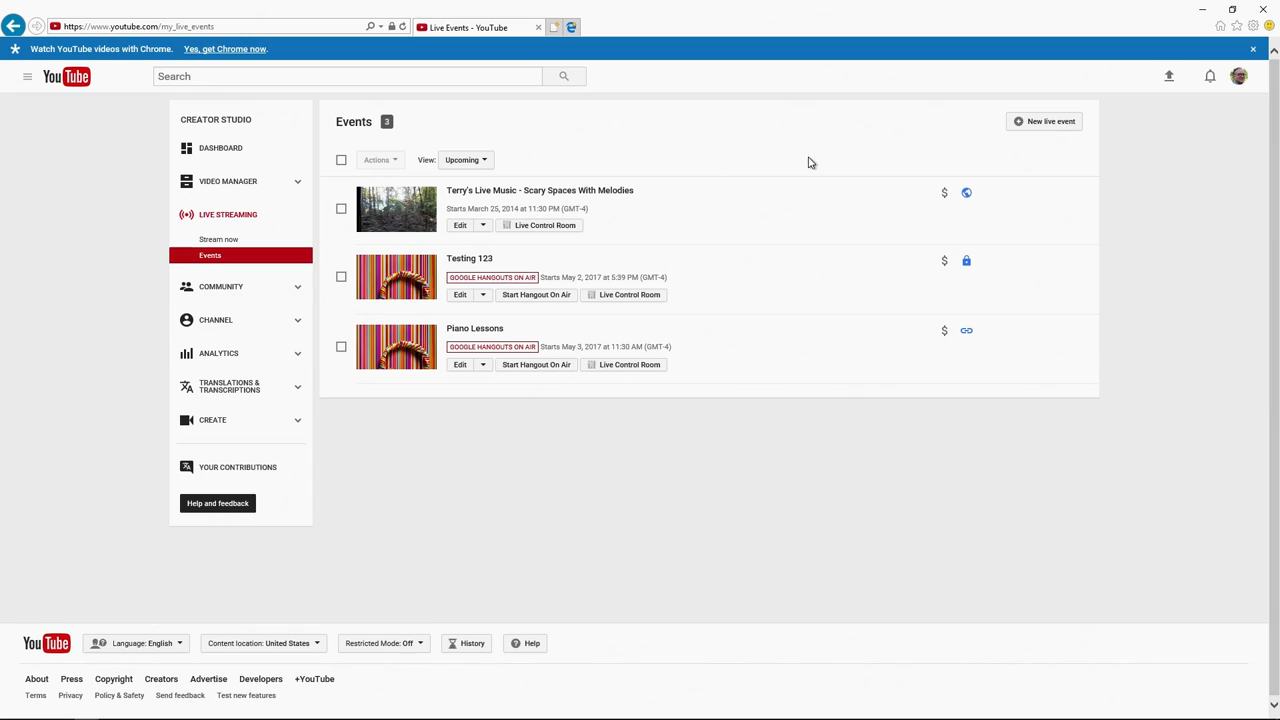 https://www.youtube.com/my_live_events
Live Events - YouTube
Watch YouTube videos with Chrome. Yes, get Chrome now.
YouTube
Search
CREATOR STUDIO
DASHBOARD
VIDEO MANAGER
LIVE STREAMING
Stream now
Events
COMMUNITY
CHANNEL
ANALYTICS
TRANSLATIONS &
TRANSCRIPTIONS
CREATE
YOUR CONTRIBUTIONS
Help and feedback
Events 3
New live event
Actions View: Upcoming
Terry's Live Music - Scary Spaces With Melodies
Starts March 25, 2014 at 11:30 PM (GMT-4)
Edit Live Control Room
Testing 123
GOOGLE HANGOUTS ON AIR Starts May 2, 2017 at 5:39 PM (GMT-4)
Edit Start Hangout On Air Live Control Room
Piano Lessons
GOOGLE HANGOUTS ON AIR Starts May 3, 2017 at 11:30 AM (GMT-4)
Edit Start Hangout On Air Live Control Room
YouTube Language: English Content location: United States Restricted Mode: Off History Help
About Press Copyright Creators Advertise Developers +YouTube
Terms Privacy Policy & Safety Send feedback Test new features